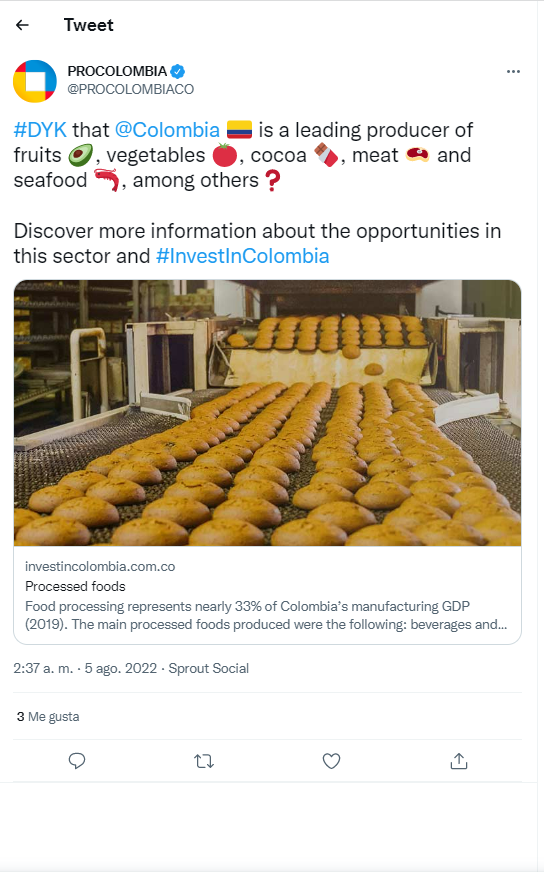 Tweet
PROCOLOMBIA
@PROCOLOMBIACO
#DYK that @Colombia 🇨🇴 is a leading producer of
fruits 🥑, vegetables 🍅, cocoa 🍫, meat 🥩 and
seafood 🦐, among others❓
Discover more information about the opportunities in
this sector and #InvestInColombia
investincolombia.com.co
Processed foods
Food processing represents nearly 33% of Colombia's manufacturing GDP
(2019). The main processed foods produced were the following: beverages and...
2:37 a. m. · 5 ago. 2022 · Sprout Social
3 Me gusta